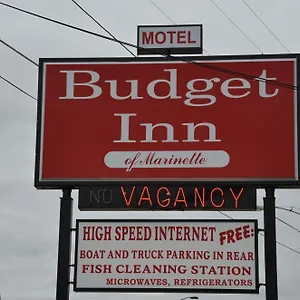 MOTEL
Budget
Inn
of Marinette
NO VACANCY
HIGH SPEED INTERNET FREE:
BOAT AND TRUCK PARKING IN REAR
FISH CLEANING STATION
MICROWAVES, REFRIGERATORS